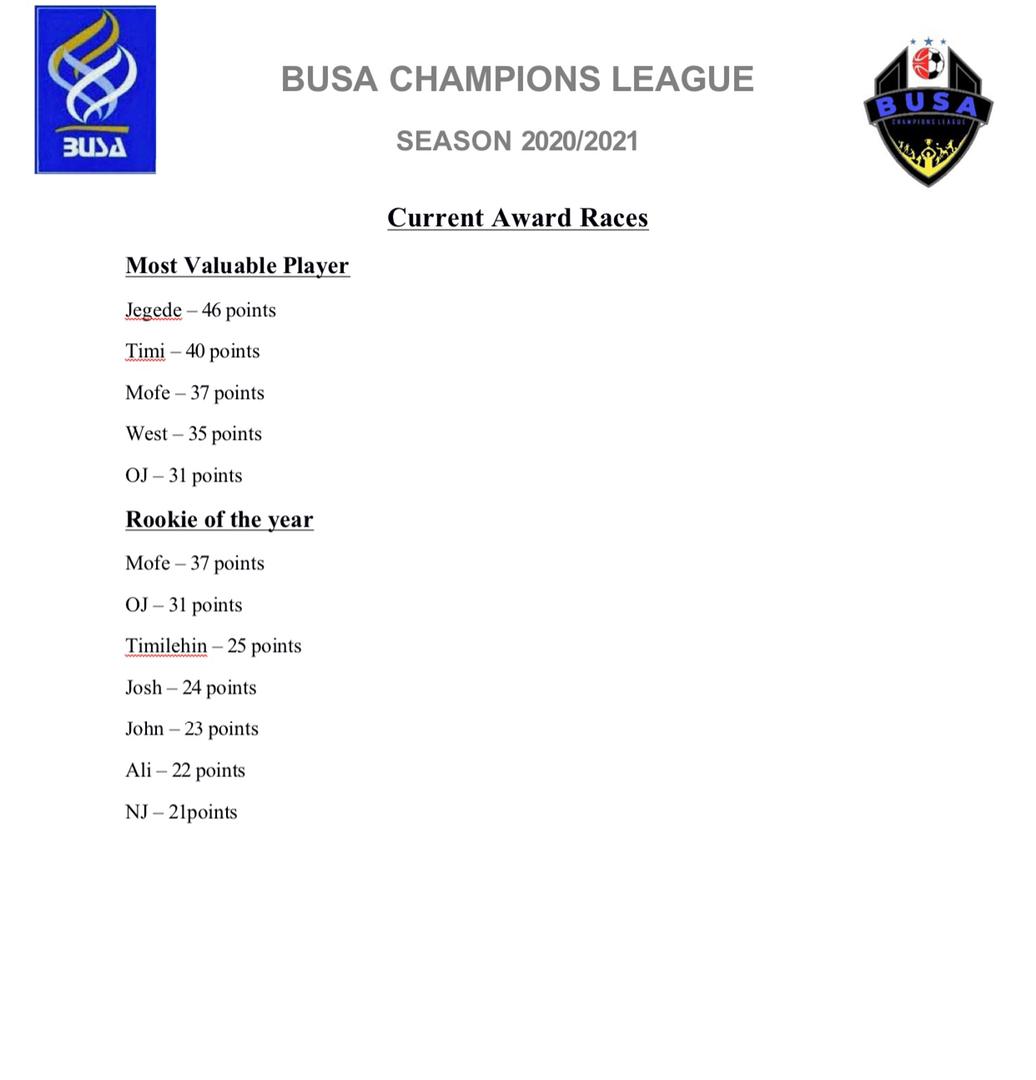 BUSA
BUSA CHAMPIONS LEAGUE
SEASON 2020/2021
BUSA
CHAMPIONS LEAGUE
Current Award Races
Most Valuable Player
Jegede – 46 points
Timi – 40 points
Mofe – 37 points
West – 35 points
OJ – 31 points
Rookie of the year
Mofe – 37 points
OJ – 31 points
Timilehin – 25 points
Josh – 24 points
John – 23 points
Ali – 22 points
NJ – 21points